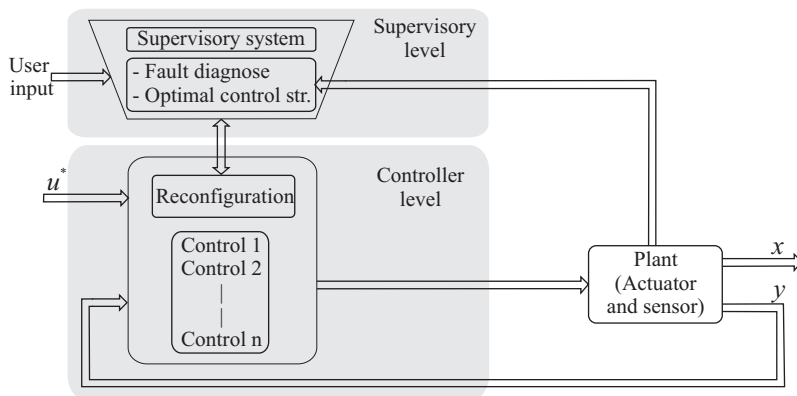 Supervisory system
Supervisory
level
User
input
- Fault diagnose
- Optimal control str.
u*
Reconfiguration
Controller
level
Control 1
Control 2
Control n
Plant
(Actuator
and sensor)
x
y